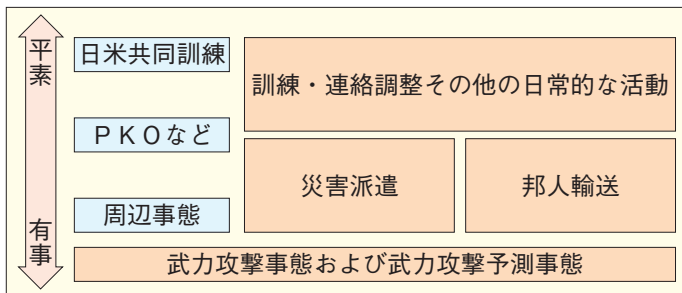 平素
日米共同訓練
訓練・連絡調整その他の日常的な活動
ＰＫＯなど
災害派遣
邦人輸送
周辺事態
有事
武力攻撃事態および武力攻撃予測事態